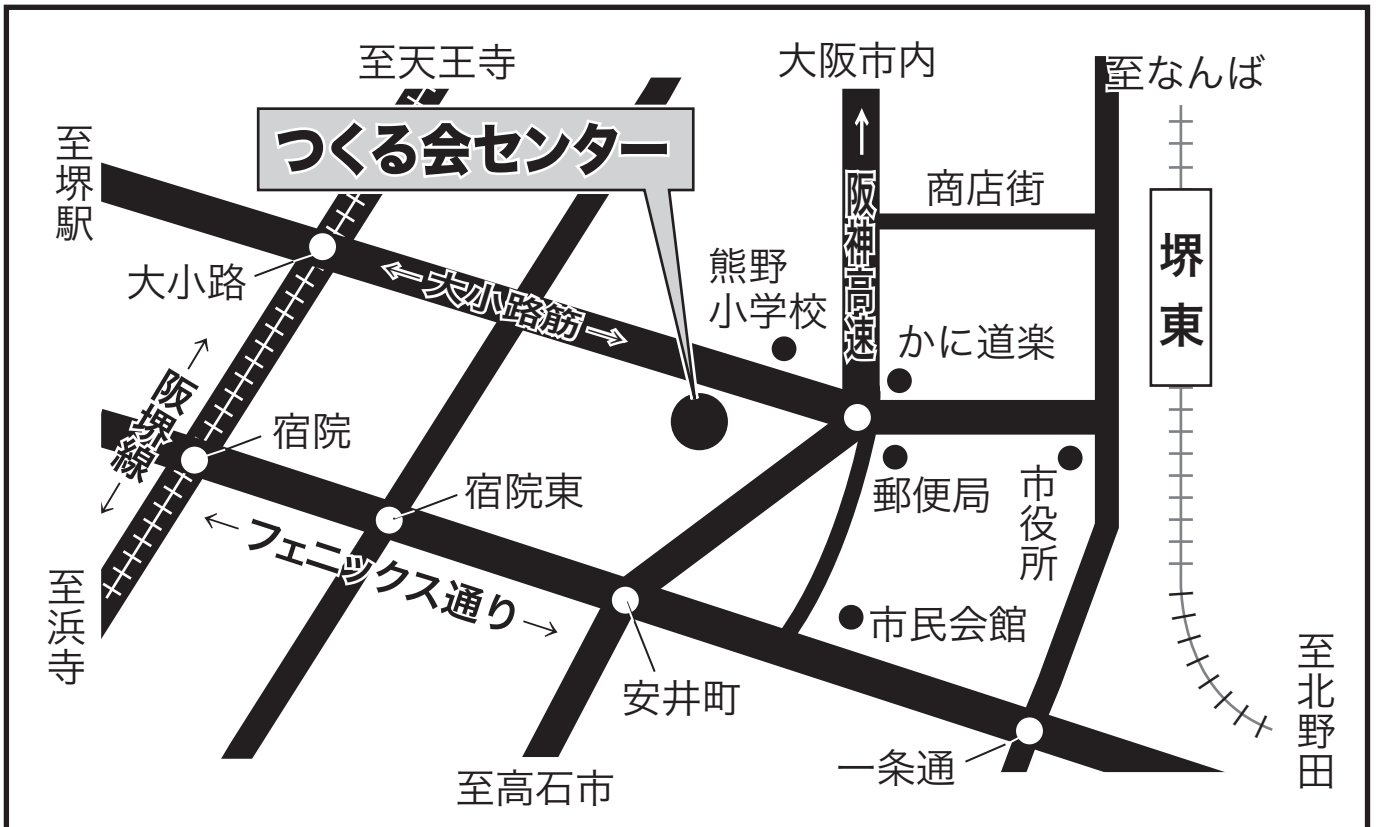 至天王寺
大阪市内
至なんば
つくる会センター
至堺駅
↑阪神高速
商店街
堺東
熊野
小学校
大小路
←大小路筋→
かに道楽
←阪堺線→
宿院
宿院東
郵便局
市役所
←フェニックス通り→
至浜寺
市民会館
安井町
至北野田
一条通
至高石市